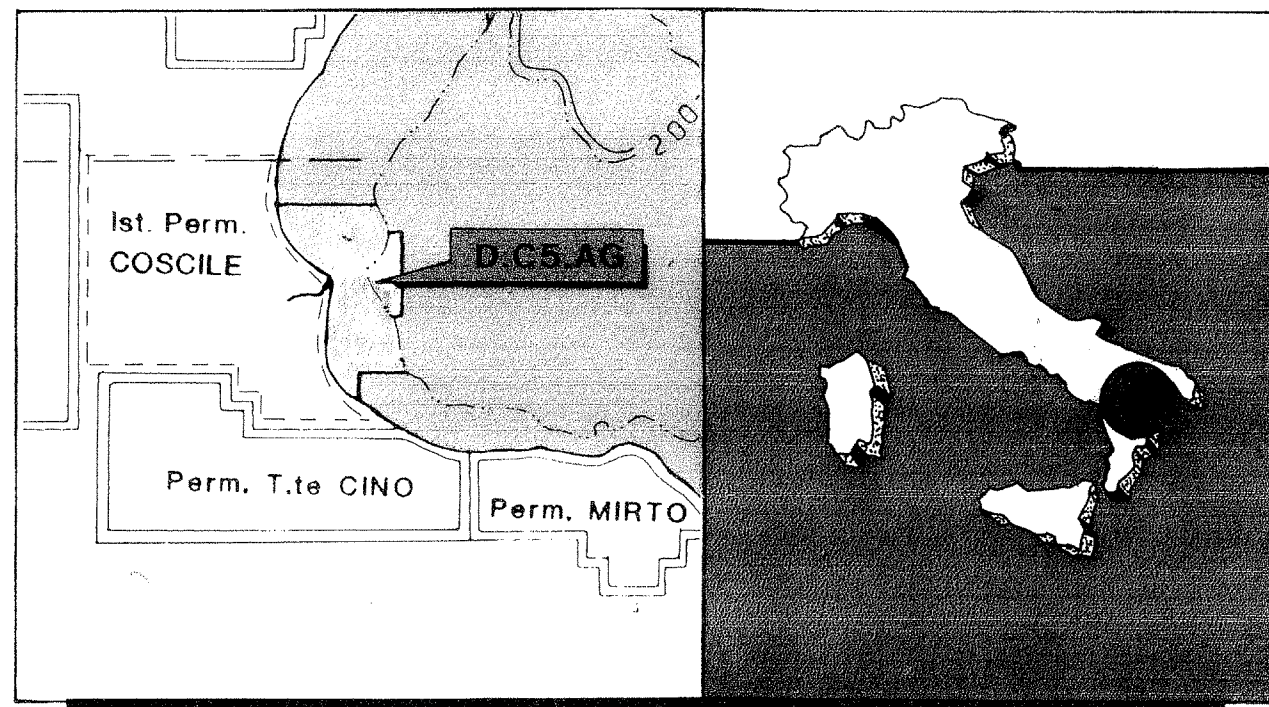 200
Ist. Perm.
COSCILE
D.C5.AG
Perm. T.te CINO
Perm. MIRTO